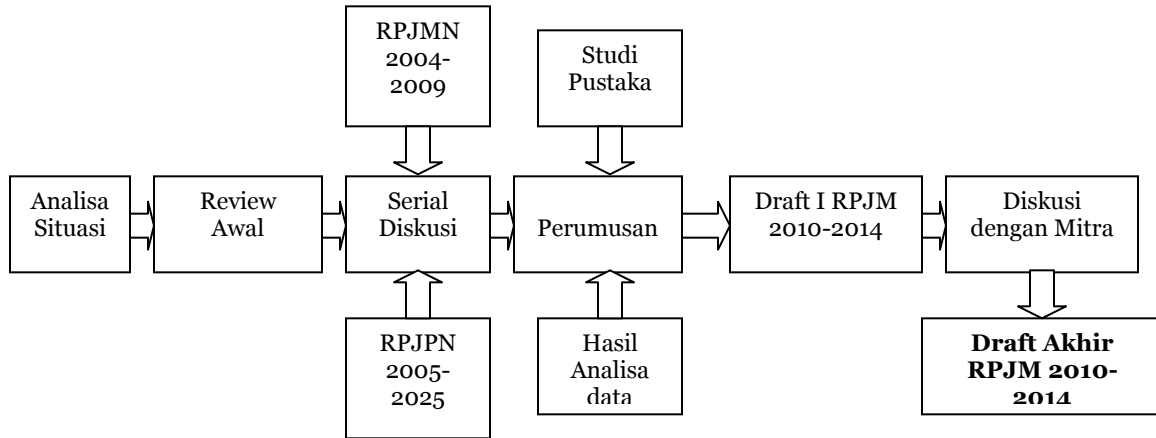 RPJMN
2004-
2009
Studi
Pustaka
Analisa
Situasi
Review
Awal
Serial
Diskusi
Perumusan
Draft I RPJM
2010-2014
Diskusi
dengan Mitra
RPJPN
2005-
2025
Hasil
Analisa
data
Draft Akhir
RPJM 2010-
2014